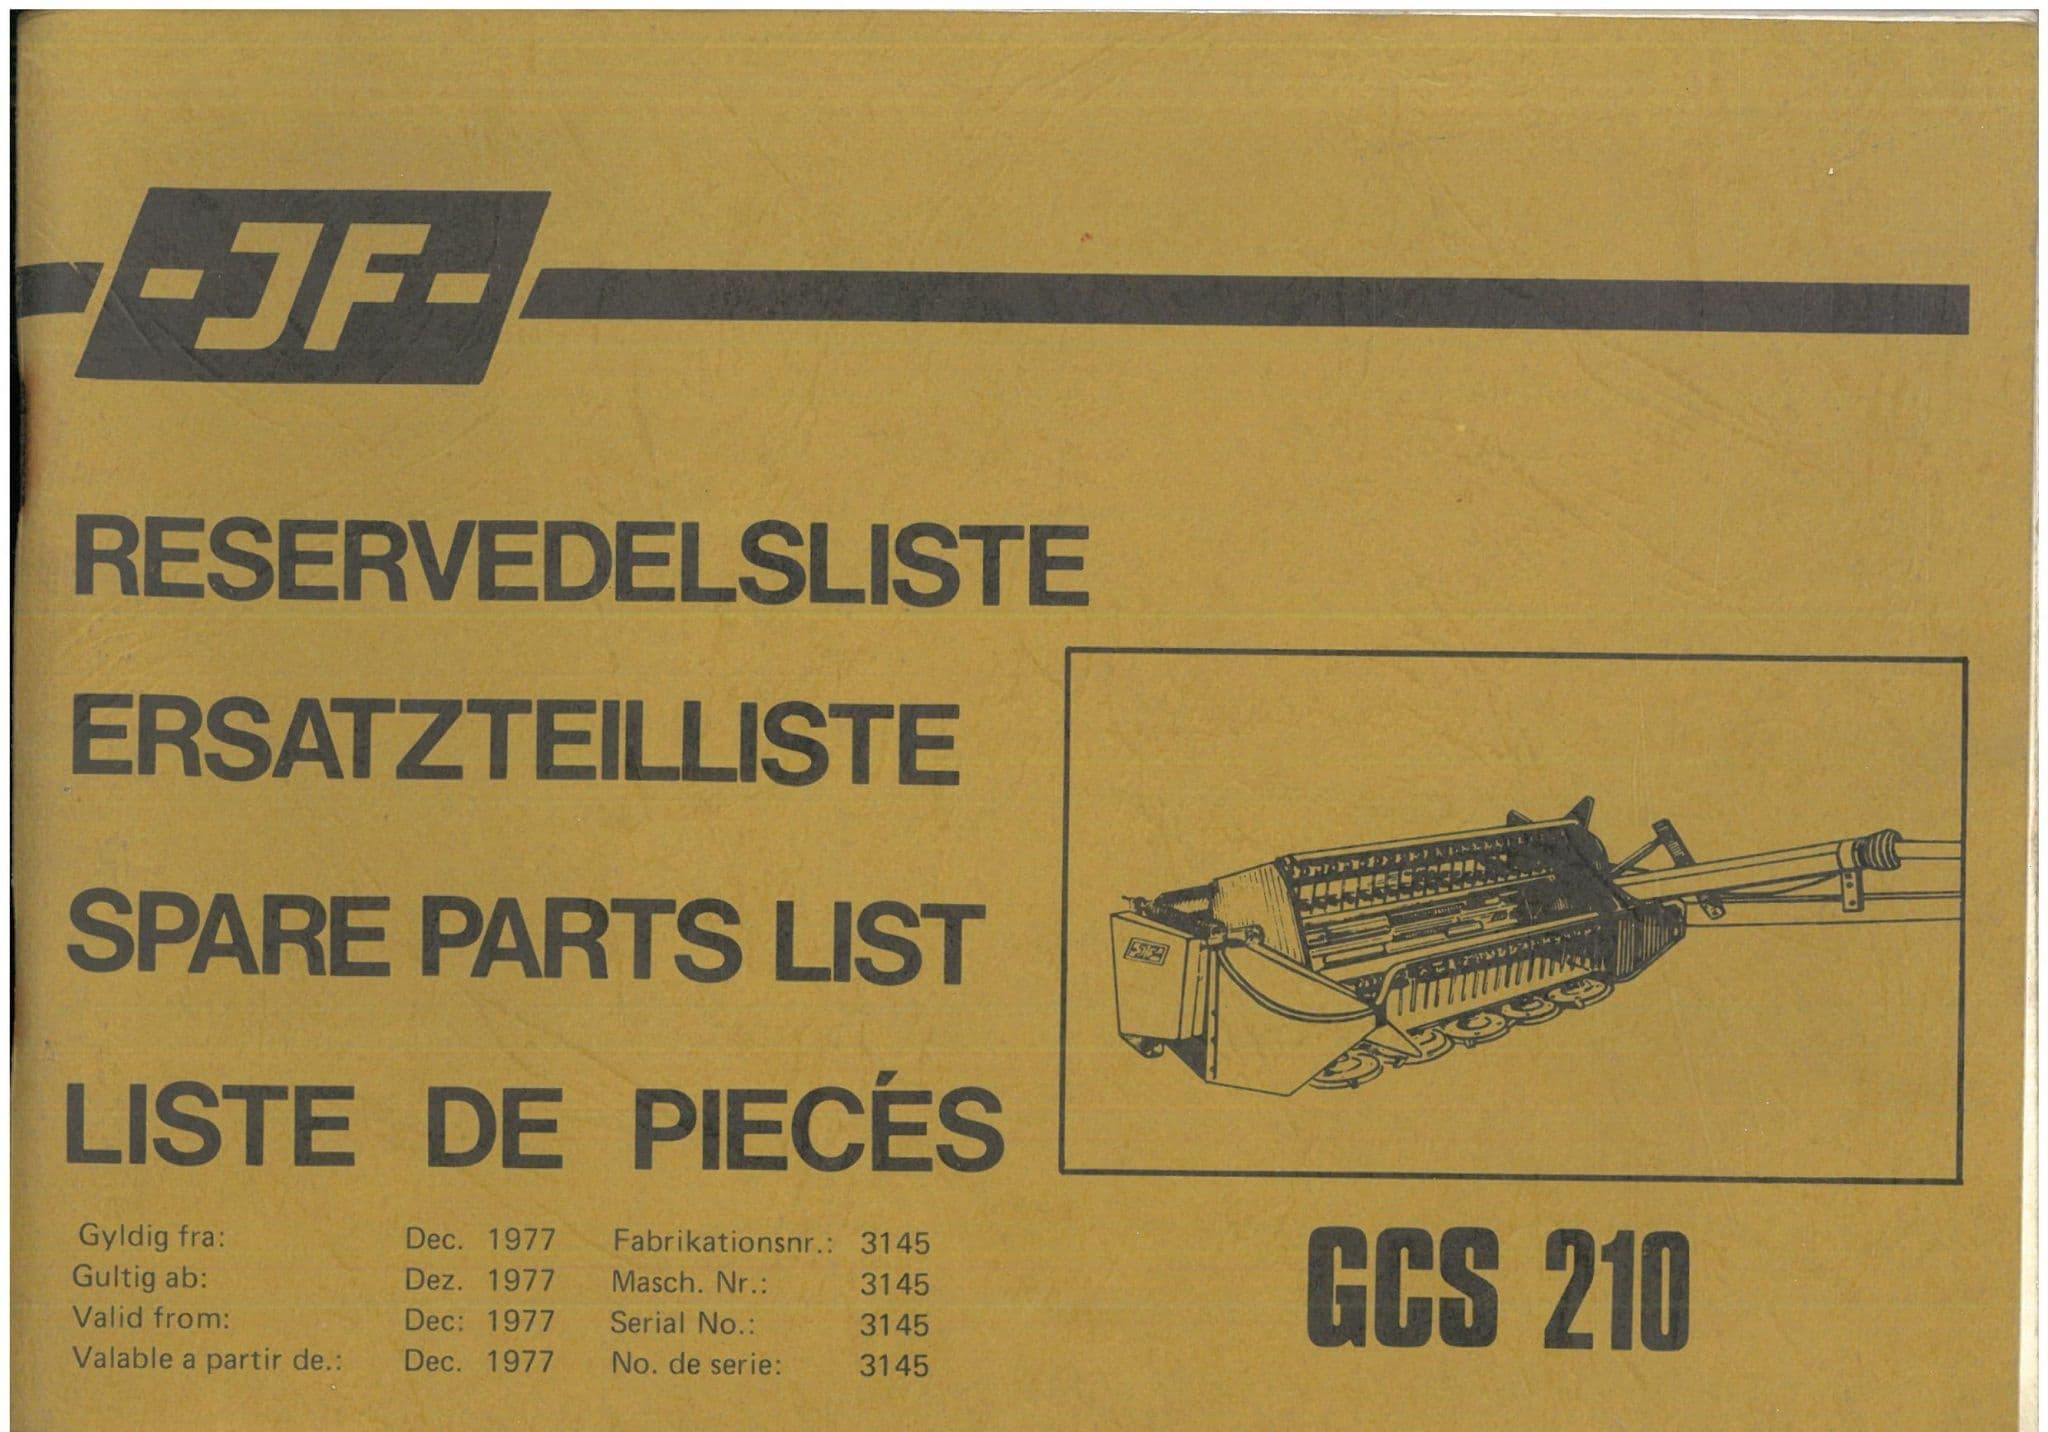 -JF-
RESERVEDELSLISTE
ERSATZTEILLISTE
SPARE PARTS LIST
LISTE DE PIECÉS
Gyldig fra: Dec. 1977 Fabrikationsnr.: 3145
Gultig ab: Dez. 1977 Masch. Nr.: 3145
Valid from: Dec: 1977 Serial No.: 3145
Valable a partir de.: Dec. 1977 No. de serie: 3145
GCS 210